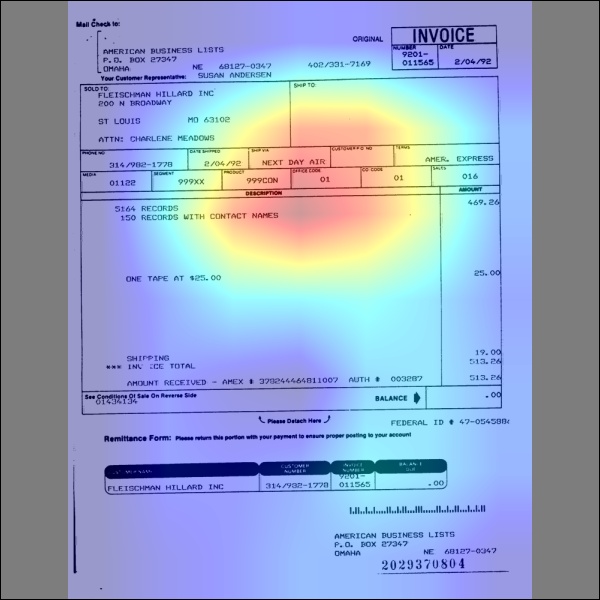 Mail Check to:
ORIGINAL
INVOICE
AMERICAN BUSINESS LISTS
P.O. BOX 27347
OMAHA NE 68127-0347 402/331-7169
NUMBER DATE
9201-
011565 2/04/92
Your Customer Representative: SUSAN ANDERSEN
SOLD TO: SHIP TO:
FLEISCHMAN HILLARD INC
200 N BROADWAY
ST LOUIS MO 63102
ATTN: CHARLENE MEADOWS
PHONE NO DATE SHIPPED SHIP VIA CUSTOMER P.O. NO TERMS
314/982-1778 2/04/92 NEXT DAY AIR AMER. EXPRESS
MEDIA SEGMENT PRODUCT OFFICE CODE CO. CODE SALES
01122 999XX 999CON 01 01 016
DESCRIPTION AMOUNT
5164 RECORDS 469.26
150 RECORDS WITH CONTACT NAMES
ONE TAPE AT $25.00 25.00
SHIPPING 19.00
*** 513.26
TOTAL
AMOUNT RECEIVED - AMEX # 378244464811007 AUTH # 003287 513.26
See Conditions Of Sale On Reverse Side
01434134
BALANCE .00
Please Detach Here
FEDERAL ID # 47-054588
Remittance Form: Please return this portion with your payment to ensure proper posting to your account
CUSTOMER NAME CUSTOMER NUMBER INVOICE NUMBER BALANCE DUE
FLEISCHMAN HILLARD INC 314/982-1778 9201-
011565 .00
AMERICAN BUSINESS LISTS
P.O. BOX 27347
OMAHA NE 68127-0347
2029370804